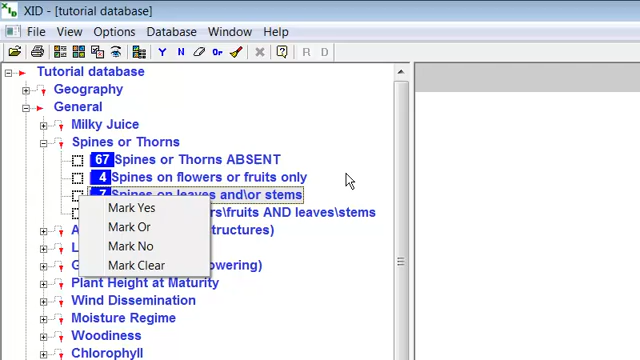 XID - [tutorial database]
File View Options Database Window Help
Y N Or ? R D
Tutorial database
Geography
General
Milky Juice
Spines or Thorns
67 Spines or Thorns ABSENT
4 Spines on flowers or fruits only
7 Spines on leaves and\or stems
Mark Yes
rs\fruits AND leaves\stems
Mark Or
A tructures)
Mark No
L
G owering)
Mark Clear
Plant Height at Maturity
Wind Dissemination
Moisture Regime
Woodiness
Chlorophyll